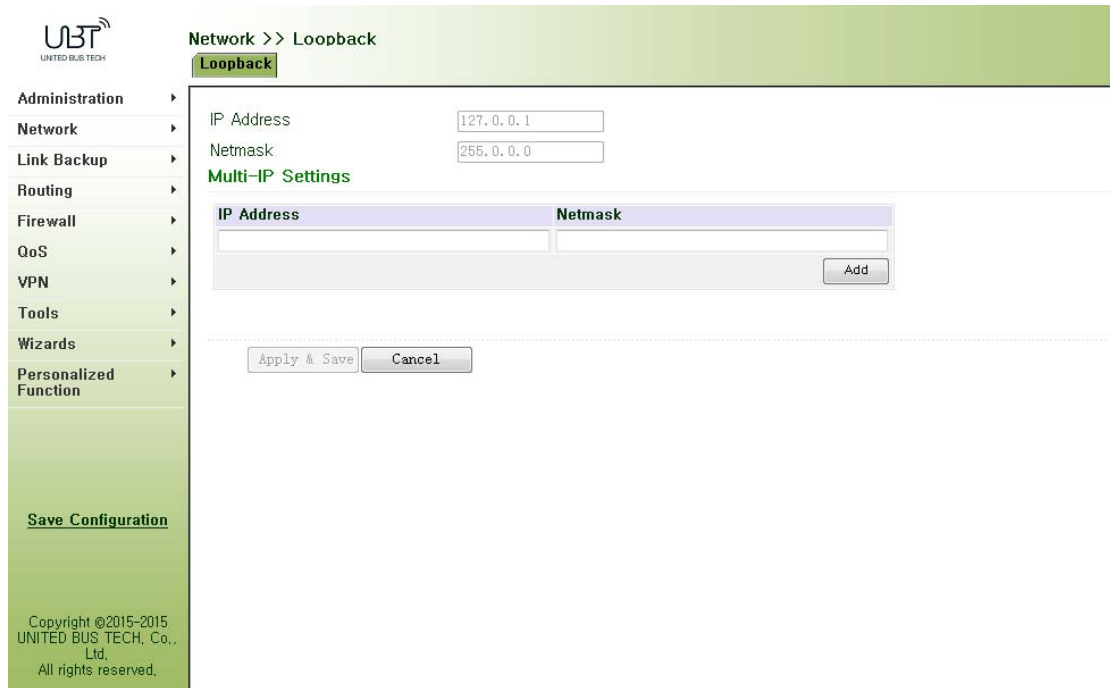 UBT
UNITED BUS TECH
Network >> Loopback
Loopback
Administration
Network
Link Backup
Routing
Firewall
QoS
VPN
Tools
Wizards
Personalized
Function
Save Configuration
Copyright ©2015-2015
UNITED BUS TECH, Co.,
Ltd.
All rights reserved.
IP Address 127.0.0.1
Netmask 255.0.0.0
Multi-IP Settings
IP Address Netmask
Add
Apply & Save Cancel